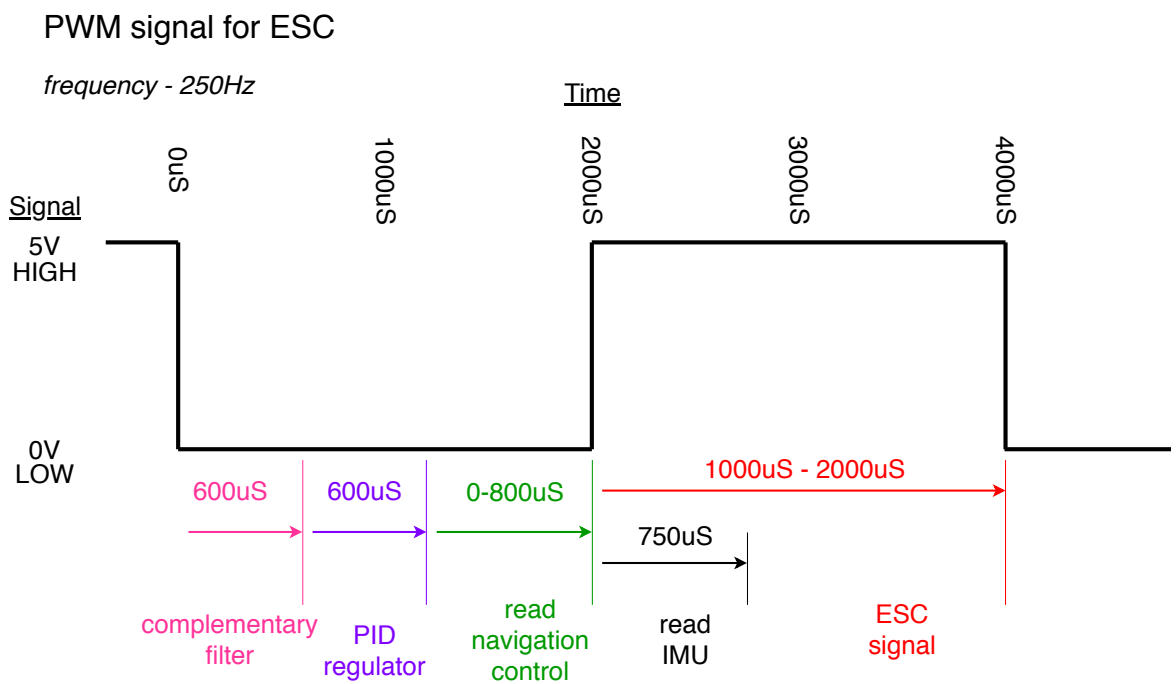 PWM signal for ESC
frequency - 250Hz
Time
0uS
1000uS
2000uS
3000uS
4000uS
Signal
5V
HIGH
0V
LOW
600uS
600uS
0-800uS
1000uS - 2000uS
750uS
complementary
filter
PID
regulator
read
navigation
control
read
IMU
ESC
signal